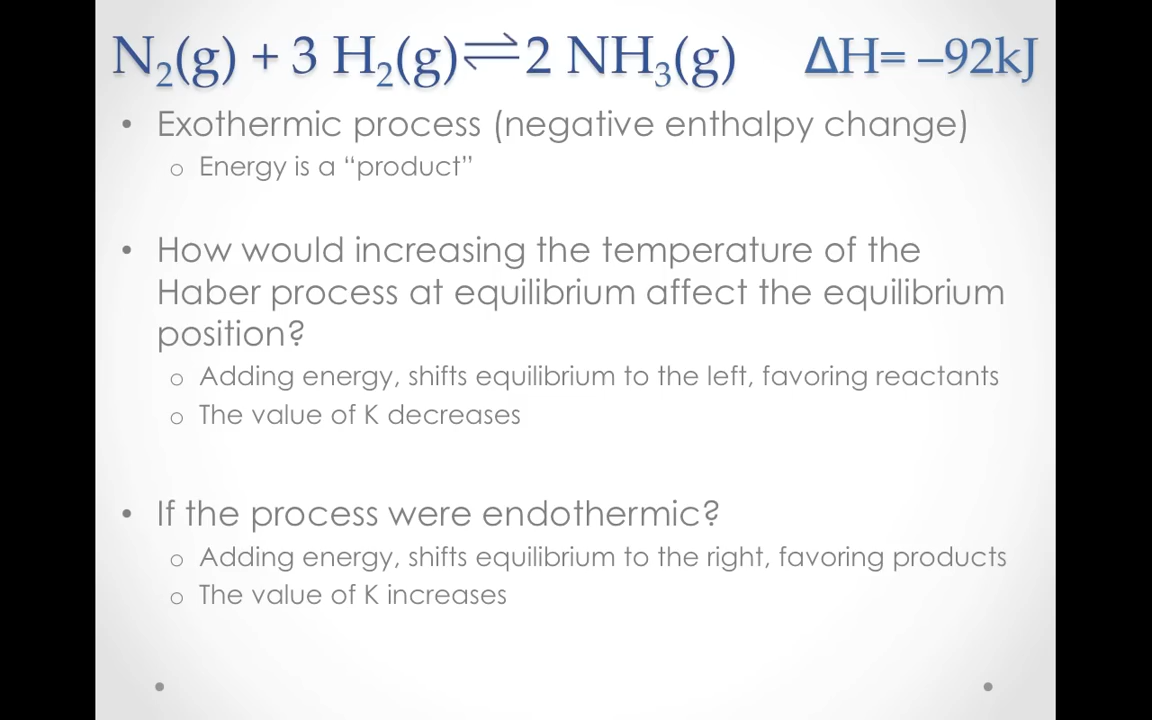 N₂(g) + 3 H₂(g)⇌2 NH₃(g) ΔH= –92kJ
• Exothermic process (negative enthalpy change)
o Energy is a “product”
• How would increasing the temperature of the
Haber process at equilibrium affect the equilibrium
position?
o Adding energy, shifts equilibrium to the left, favoring reactants
o The value of K decreases
• If the process were endothermic?
o Adding energy, shifts equilibrium to the right, favoring products
o The value of K increases